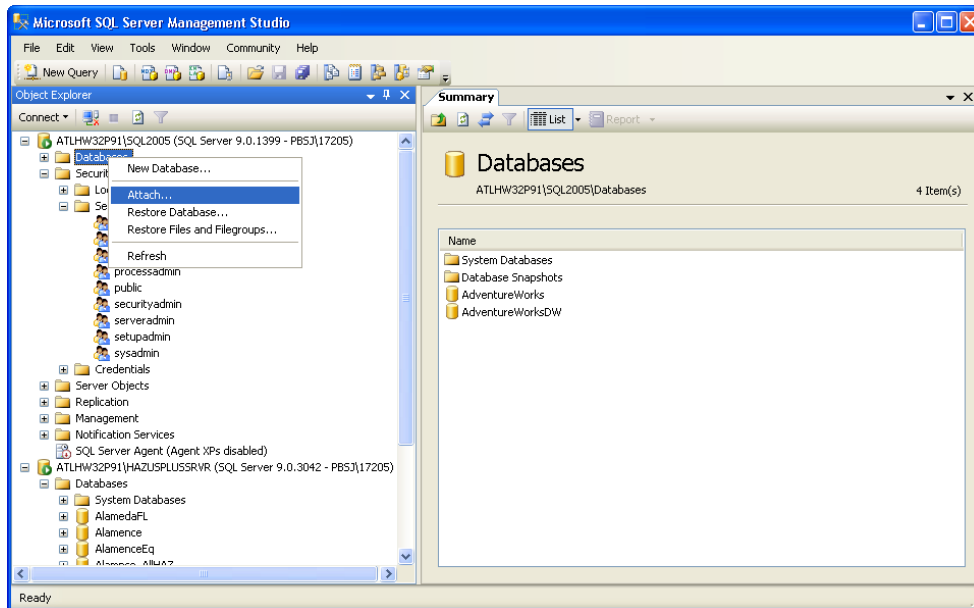 Microsoft SQL Server Management Studio
File Edit View Tools Window Community Help
New Query
Object Explorer
Connect
ATLHW32P91\SQL2005 (SQL Server 9.0.1399 - PBSJ\17205)
Databases
Securit
Lo
Se
New Database...
Attach...
Restore Database...
Restore Files and Filegroups...
Refresh
processadmin
public
securityadmin
serveradmin
setupadmin
sysadmin
Credentials
Server Objects
Replication
Management
Notification Services
SQL Server Agent (Agent XPs disabled)
ATLHW32P91\HAZUSPLUSSRVR (SQL Server 9.0.3042 - PBSJ\17205)
Databases
System Databases
AlamedaFL
Alamence
AlamenceEq
Summary
List Report
Databases
ATLHW32P91\SQL2005\Databases 4 Item(s)
Name
System Databases
Database Snapshots
AdventureWorks
AdventureWorksDW
Ready